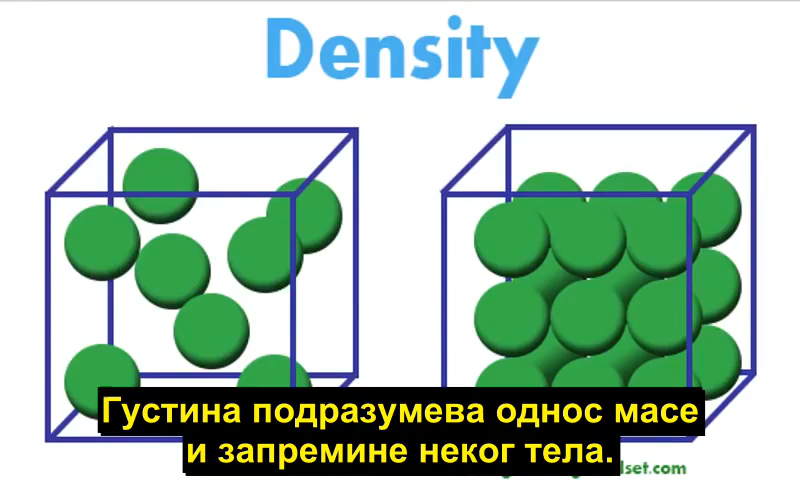 Density
Густина подразумева однос масе
и запремине неког тела.